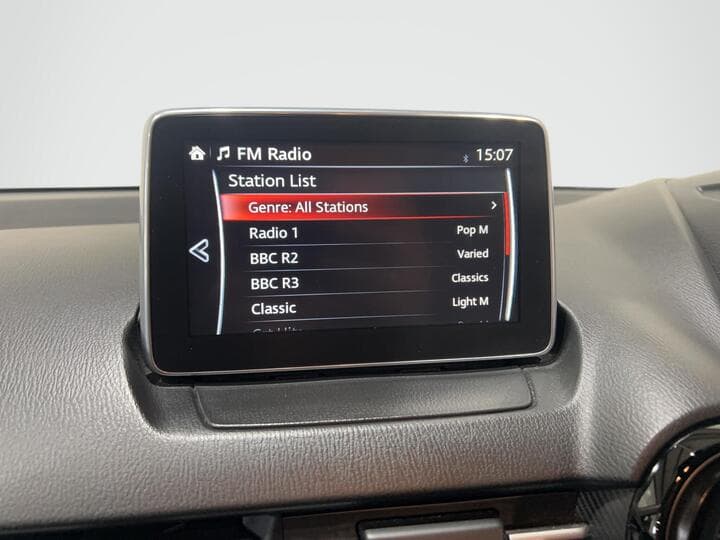 FM Radio 15:07
Station List
Genre: All Stations
Radio 1 Pop M
BBC R2 Varied
BBC R3 Classics
Classic Light M